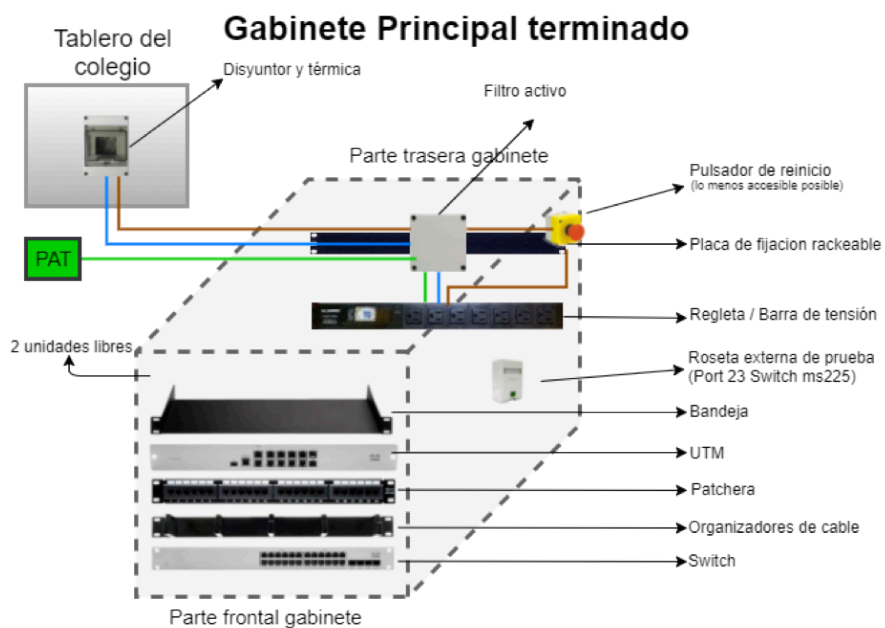 Gabinete Principal terminado
Tablero del
colegio
Disyuntor y térmica
Filtro activo
Parte trasera gabinete
Pulsador de reinicio
(lo menos accesible posible)
Placa de fijacion rackeable
PAT
Regleta / Barra de tensión
2 unidades libres
Roseta externa de prueba
(Port 23 Switch ms225)
Bandeja
UTM
Patchera
Organizadores de cable
Switch
Parte frontal gabinete